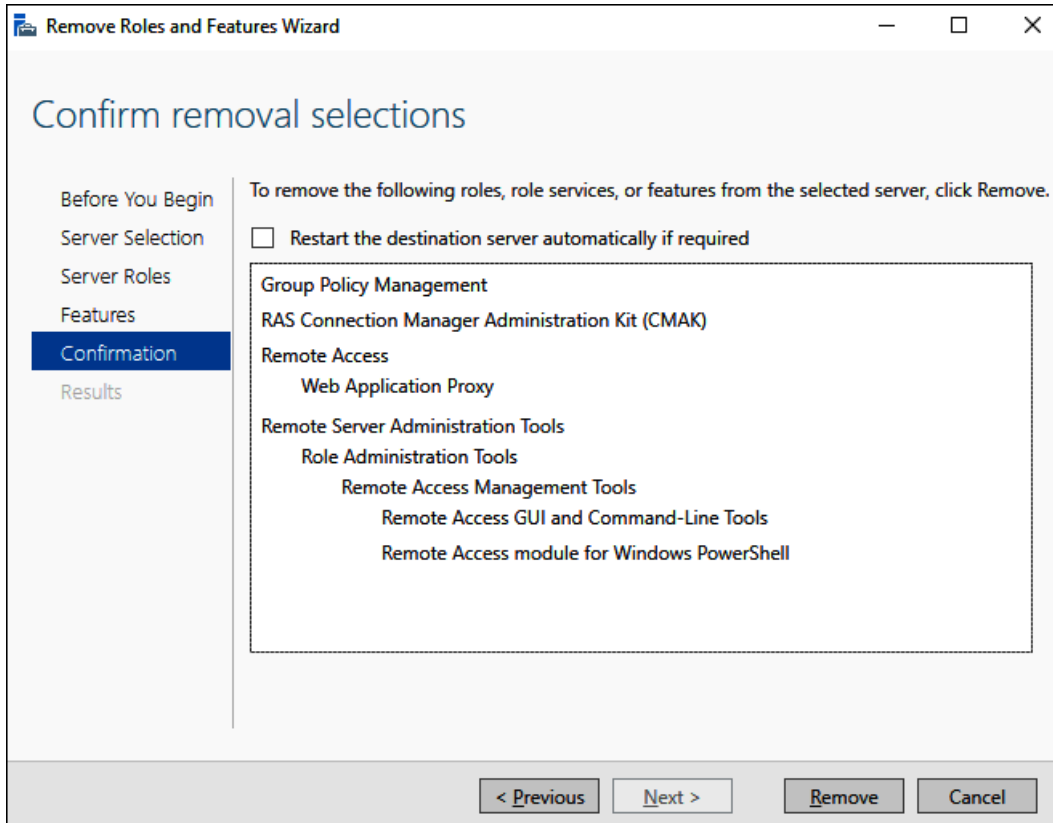 Remove Roles and Features Wizard
Confirm removal selections
Before You Begin
Server Selection
Server Roles
Features
Confirmation
Results
To remove the following roles, role services, or features from the selected server, click Remove.
Restart the destination server automatically if required
Group Policy Management
RAS Connection Manager Administration Kit (CMAK)
Remote Access
Web Application Proxy
Remote Server Administration Tools
Role Administration Tools
Remote Access Management Tools
Remote Access GUI and Command-Line Tools
Remote Access module for Windows PowerShell
< Previous
Next >
Remove
Cancel